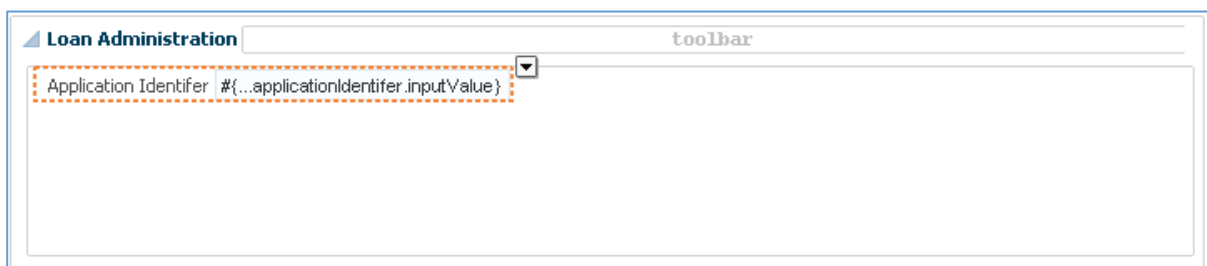 Loan Administration toolbar
Application Identifer #{...applicationIdentifer.inputValue}